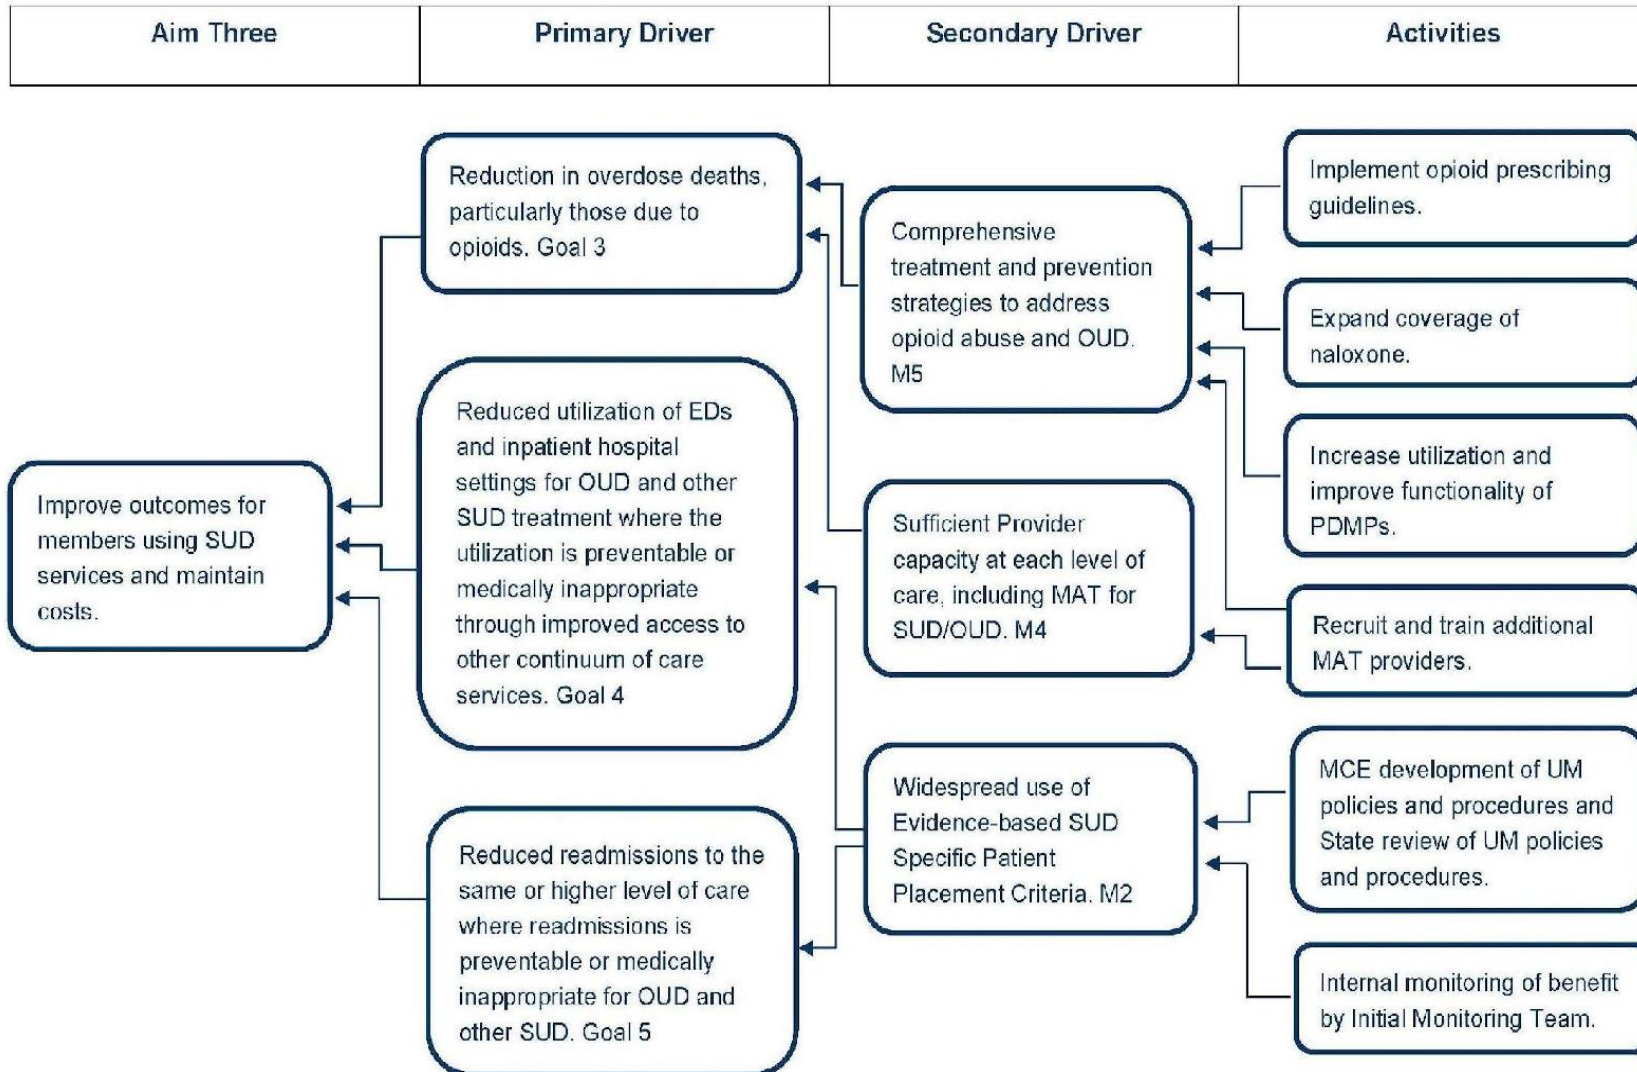 Aim Three
Primary Driver
Secondary Driver
Activities
Improve outcomes for
members using SUD
services and maintain
costs.
Reduction in overdose deaths,
particularly those due to
opioids. Goal 3
Reduced utilization of EDs
and inpatient hospital
settings for OUD and other
SUD treatment where the
utilization is preventable or
medically inappropriate
through improved access to
other continuum of care
services. Goal 4
Reduced readmissions to the
same or higher level of care
where readmissions is
preventable or medically
inappropriate for OUD and
other SUD. Goal 5
Comprehensive
treatment and prevention
strategies to address
opioid abuse and OUD.
M5
Sufficient Provider
capacity at each level of
care, including MAT for
SUD/OUD. M4
Widespread use of
Evidence-based SUD
Specific Patient
Placement Criteria. M2
Implement opioid prescribing
guidelines.
Expand coverage of
naloxone.
Increase utilization and
improve functionality of
PDMPs.
Recruit and train additional
MAT providers.
MCE development of UM
policies and procedures and
State review of UM policies
and procedures.
Internal monitoring of benefit
by Initial Monitoring Team.